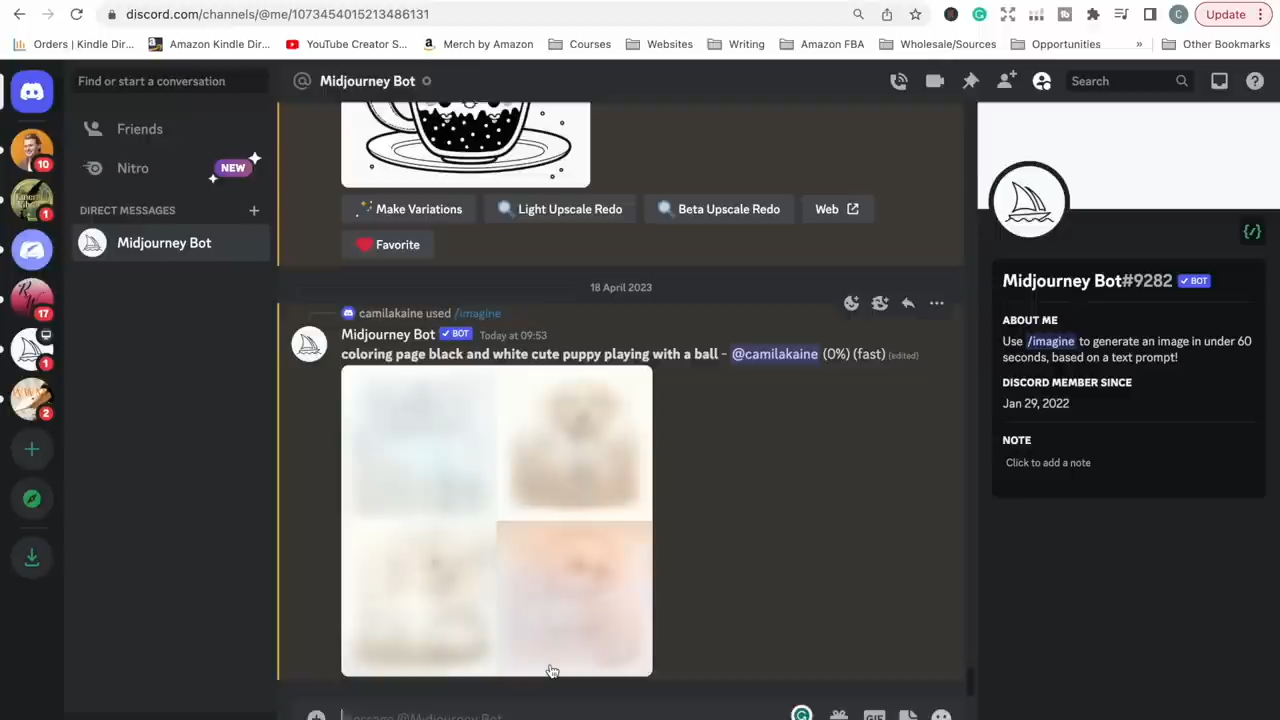 discord.com/channels/@me/1073454015213486131
C
Update
Orders | Kindle Dir...
Amazon Kindle Dir...
YouTube Creator S...
Merch by Amazon
Courses
Websites
Writing
Amazon FBA
Wholesale/Sources
Opportunities
»
Other Bookmarks
Find or start a conversation
Midjourney Bot
Search
Friends
Nitro
NEW
DIRECT MESSAGES
Midjourney Bot
10
1
17
1
2
Make Variations
Light Upscale Redo
Beta Upscale Redo
Web
Favorite
18 April 2023
camilakaine used /imagine
Midjourney Bot BOT Today at 09:53
coloring page black and white cute puppy playing with a ball - @camilakaine (0%) (fast) (edited)
Message @Midjourney Bot
GIF
Midjourney Bot#9282 BOT
ABOUT ME
Use /imagine to generate an image in under 60
seconds, based on a text prompt!
DISCORD MEMBER SINCE
Jan 29, 2022
NOTE
Click to add a note